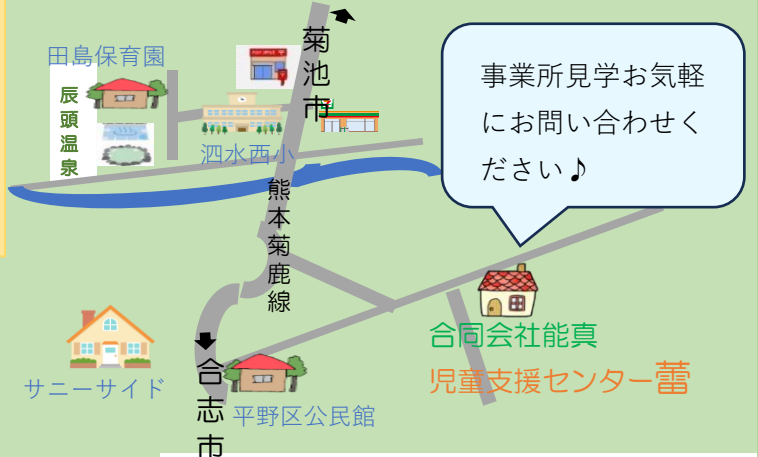 田島保育園
辰頭温泉
菊池市
泗水西小
熊本菊鹿線
事業所見学お気軽
にお問い合わせく
ださい♪
合同会社能真
児童支援センター蕾
サニーサイド
合志市
平野区公民館